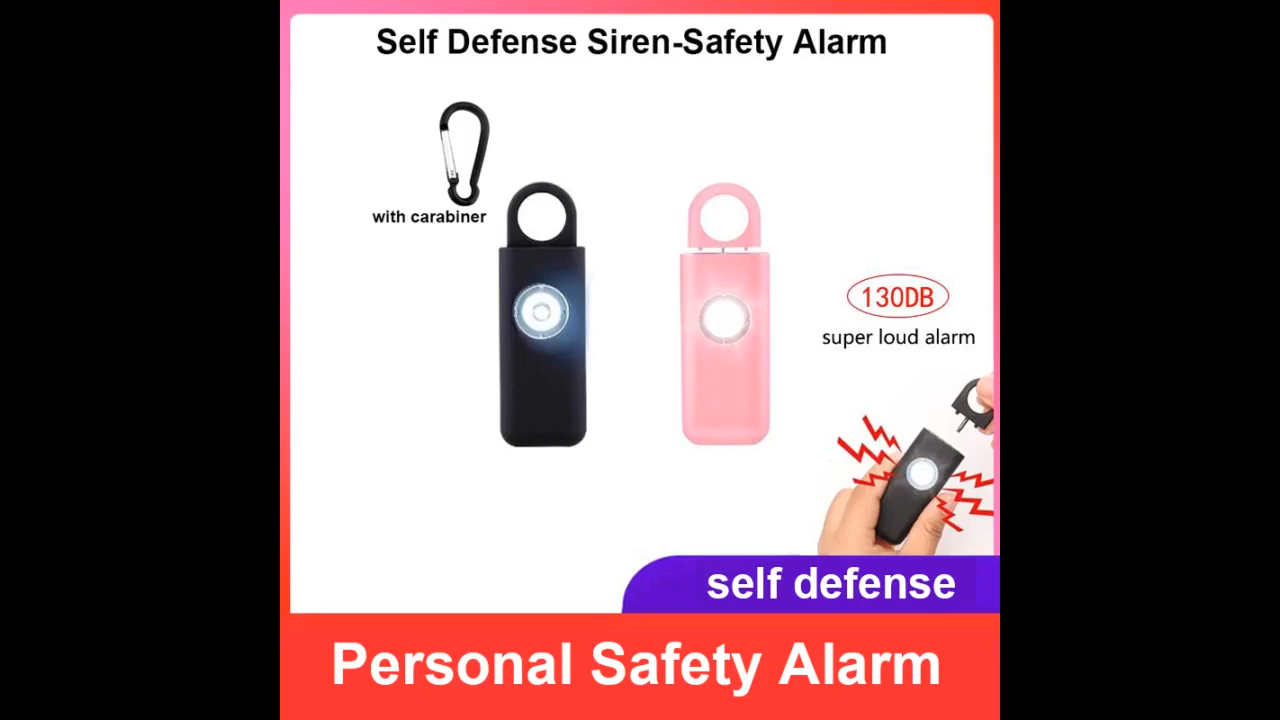 Self Defense Siren-Safety Alarm
with carabiner
130DB
super loud alarm
self defense
Personal Safety Alarm